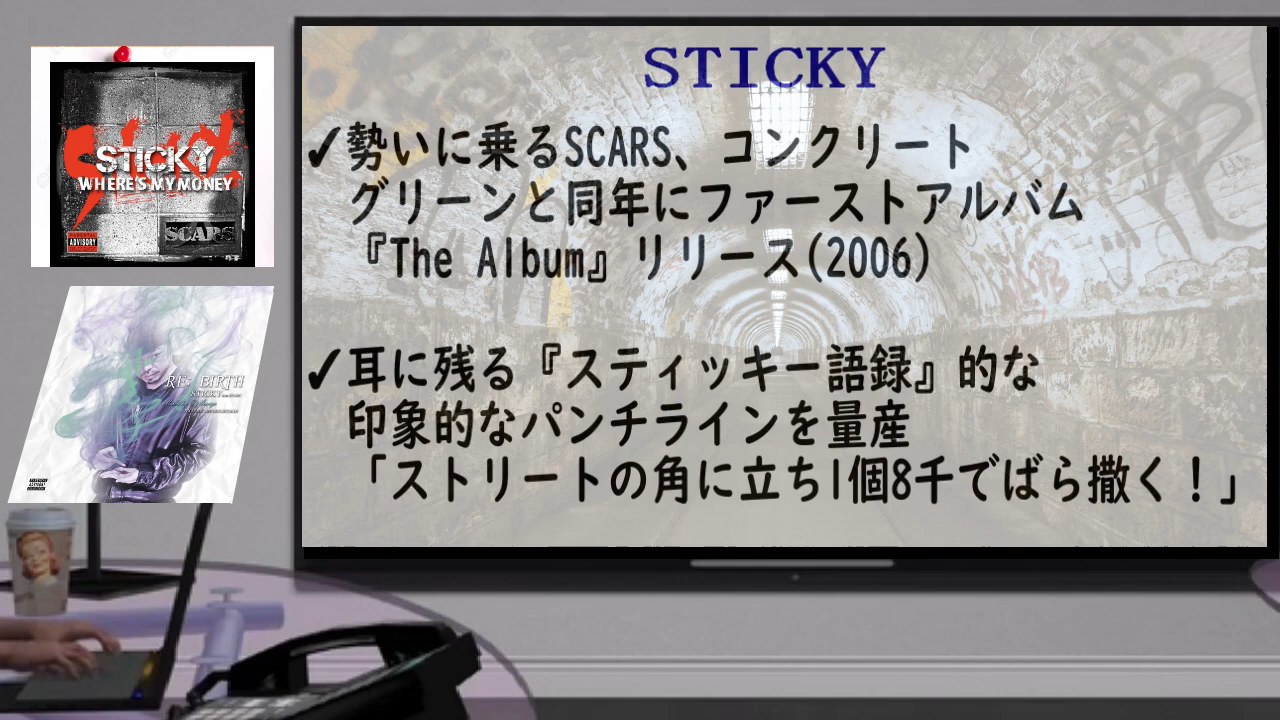 STICKY
✓勢いに乗るSCARS、コンクリート
グリーンと同年にファーストアルバム
『The Album』リリース(2006)
✓耳に残る『スティッキー語録』的な
印象的なパンチラインを量産
「ストリートの角に立ち1個8千でばら撒く！」
STICKY
WHERE'S MY MONEY
PARENTAL
ADVISORY
SCARS
RE: BIRTH
STICKY